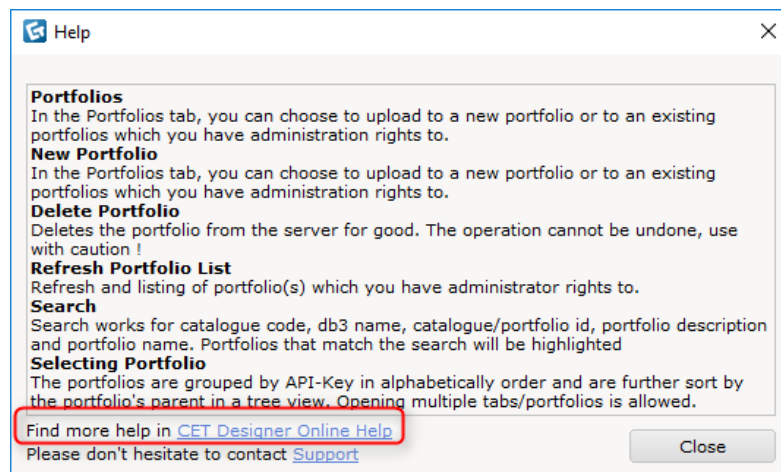 Help
Portfolios
In the Portfolios tab, you can choose to upload to a new portfolio or to an existing
portfolios which you have administration rights to.
New Portfolio
In the Portfolios tab, you can choose to upload to a new portfolio or to an existing
portfolios which you have administration rights to.
Delete Portfolio
Deletes the portfolio from the server for good. The operation cannot be undone, use
with caution !
Refresh Portfolio List
Refresh and listing of portfolio(s) which you have administrator rights to.
Search
Search works for catalogue code, db3 name, catalogue/portfolio id, portfolio description
and portfolio name. Portfolios that match the search will be highlighted
Selecting Portfolio
The portfolios are grouped by API-Key in alphabetically order and are further sort by
the portfolio's parent in a tree view. Opening multiple tabs/portfolios is allowed.
Find more help in CET Designer Online Help
Please don't hesitate to contact Support
Close